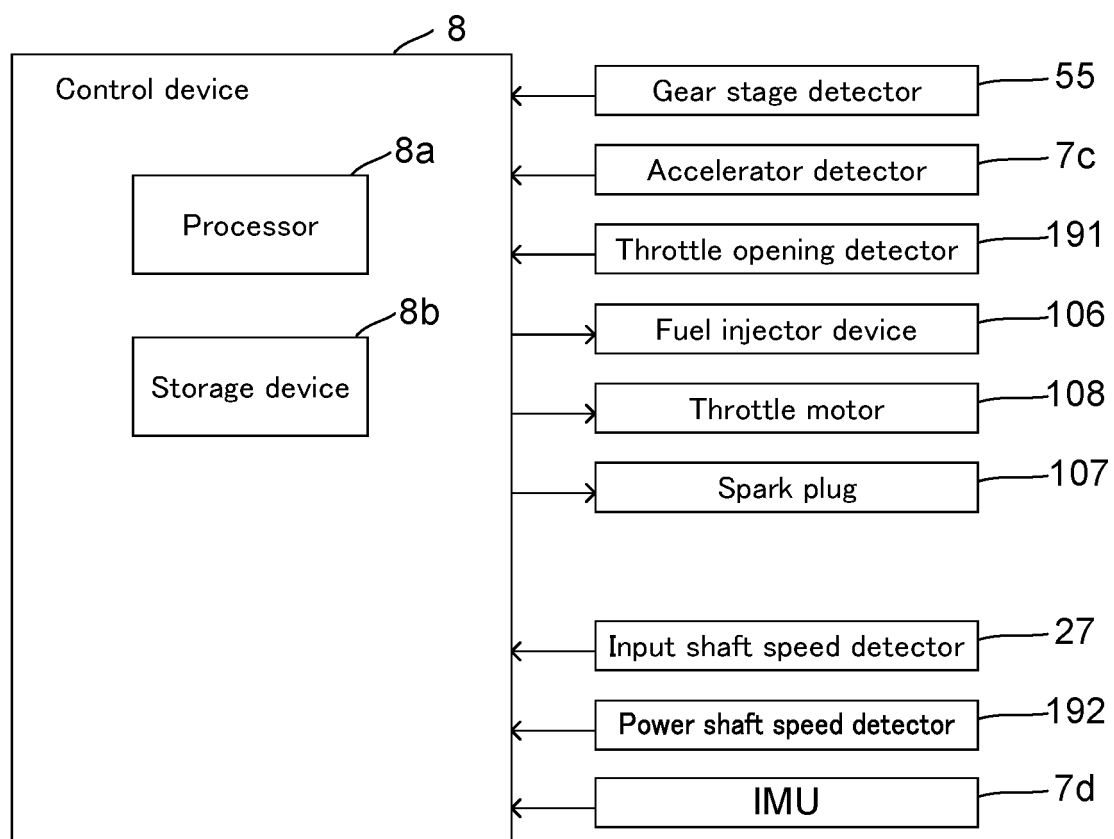 8
Control device
8a
Processor
8b
Storage device
Gear stage detector
55
Accelerator detector
7c
Throttle opening detector
191
Fuel injector device
106
Throttle motor
108
Spark plug
107
Input shaft speed detector
27
Power shaft speed detector
192
IMU
7d